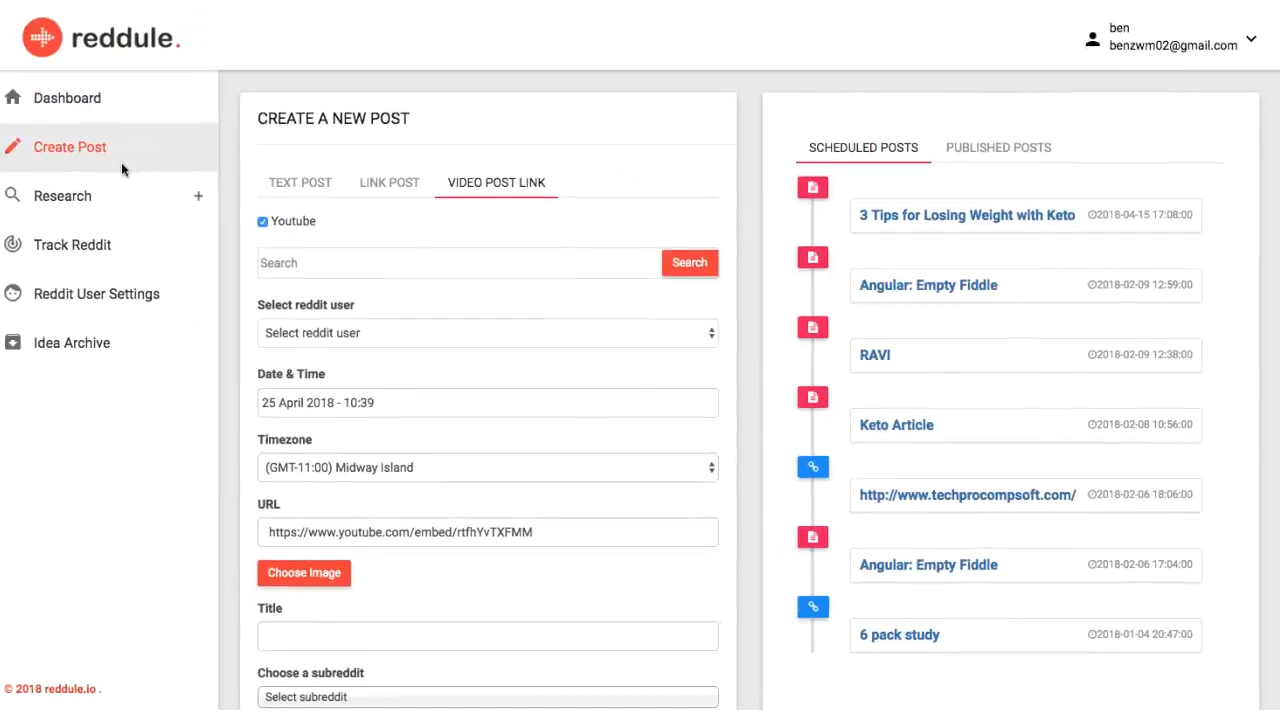 reddule.
ben
benzwm02@gmail.com
Dashboard
Create Post
Research
+
Track Reddit
Reddit User Settings
Idea Archive
© 2018 reddule.io .
CREATE A NEW POST
TEXT POST LINK POST VIDEO POST LINK
Youtube
Search Search
Select reddit user
Select reddit user
Date & Time
25 April 2018 - 10:39
Timezone
(GMT-11:00) Midway Island
URL
https://www.youtube.com/embed/rtfhYvTXFMM
Choose Image
Title
Choose a subreddit
Select subreddit
SCHEDULED POSTS PUBLISHED POSTS
3 Tips for Losing Weight with Keto 2018-04-15 17:08:00
Angular: Empty Fiddle 2018-02-09 12:59:00
RAVI 2018-02-09 12:38:00
Keto Article 2018-02-08 10:56:00
http://www.techprocompsoft.com/ 2018-02-06 18:06:00
Angular: Empty Fiddle 2018-02-06 17:04:00
6 pack study 2018-01-04 20:47:00